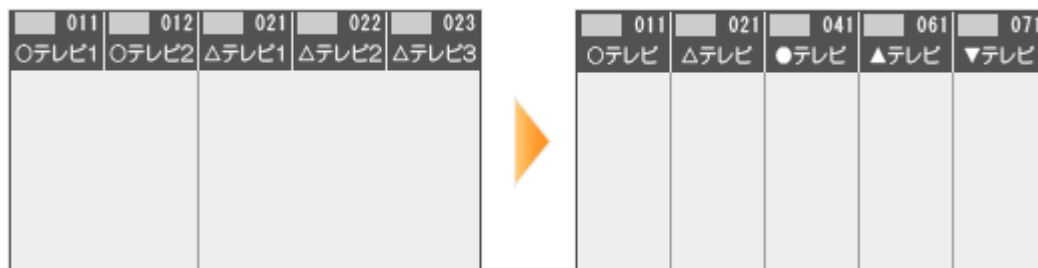 011 012 021 022 023
○テレビ1 ○テレビ2 △テレビ1 △テレビ2 △テレビ3
011 021 041 061 071
○テレビ △テレビ ●テレビ ▲テレビ ▼テレビ